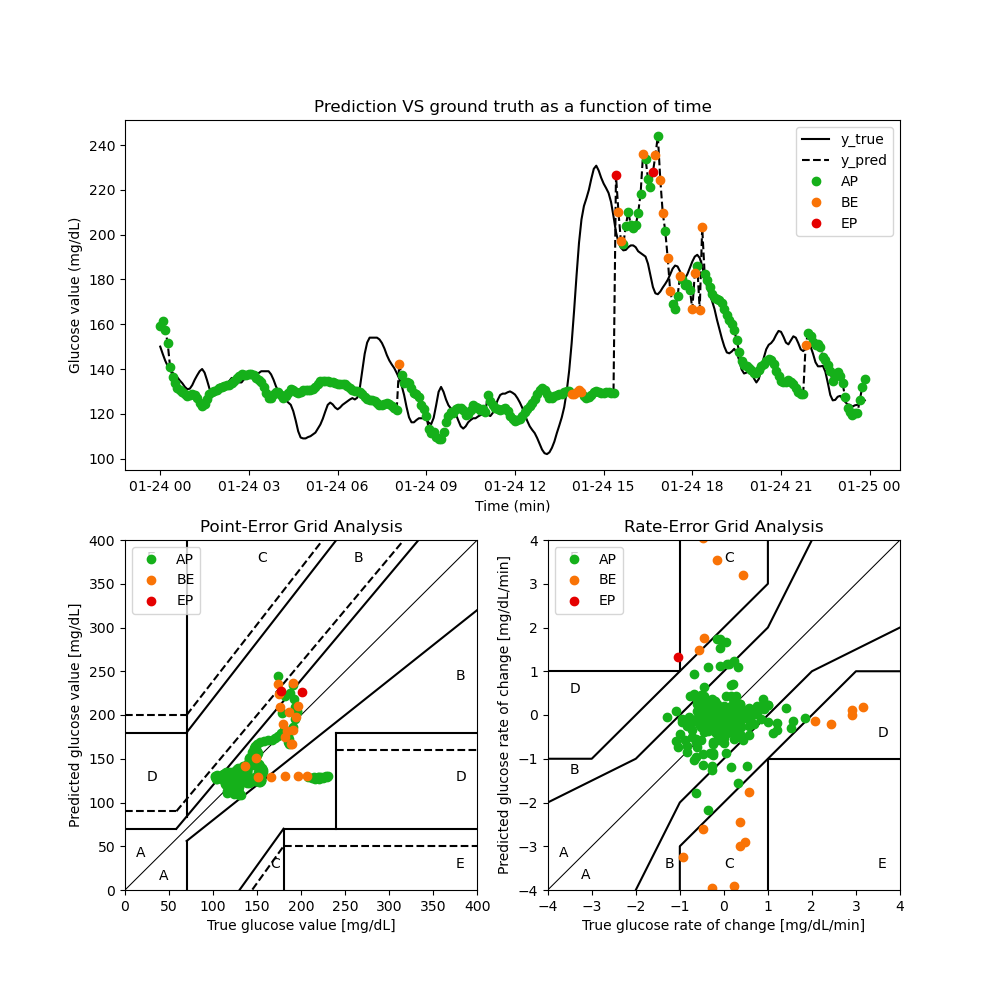 Prediction VS ground truth as a function of time
Glucose value (mg/dL)
240
220
200
180
160
140
120
100
y_true
y_pred
AP
BE
EP
01-24 00 01-24 03 01-24 06 01-24 09 01-24 12 01-24 15 01-24 18 01-24 21 01-25 00
Time (min)
Point-Error Grid Analysis
Predicted glucose value [mg/dL]
400
350
300
250
200
150
100
50
0
AP
BE
EP
C
B
B
D
D
A
A
C
E
0 50 100 150 200 250 300 350 400
True glucose value [mg/dL]
Rate-Error Grid Analysis
Predicted glucose rate of change [mg/dL/min]
4
3
2
1
0
−1
−2
−3
−4
AP
BE
EP
C
D
D
B
A
A
B
C
E
−4 −3 −2 −1 0 1 2 3 4
True glucose rate of change [mg/dL/min]